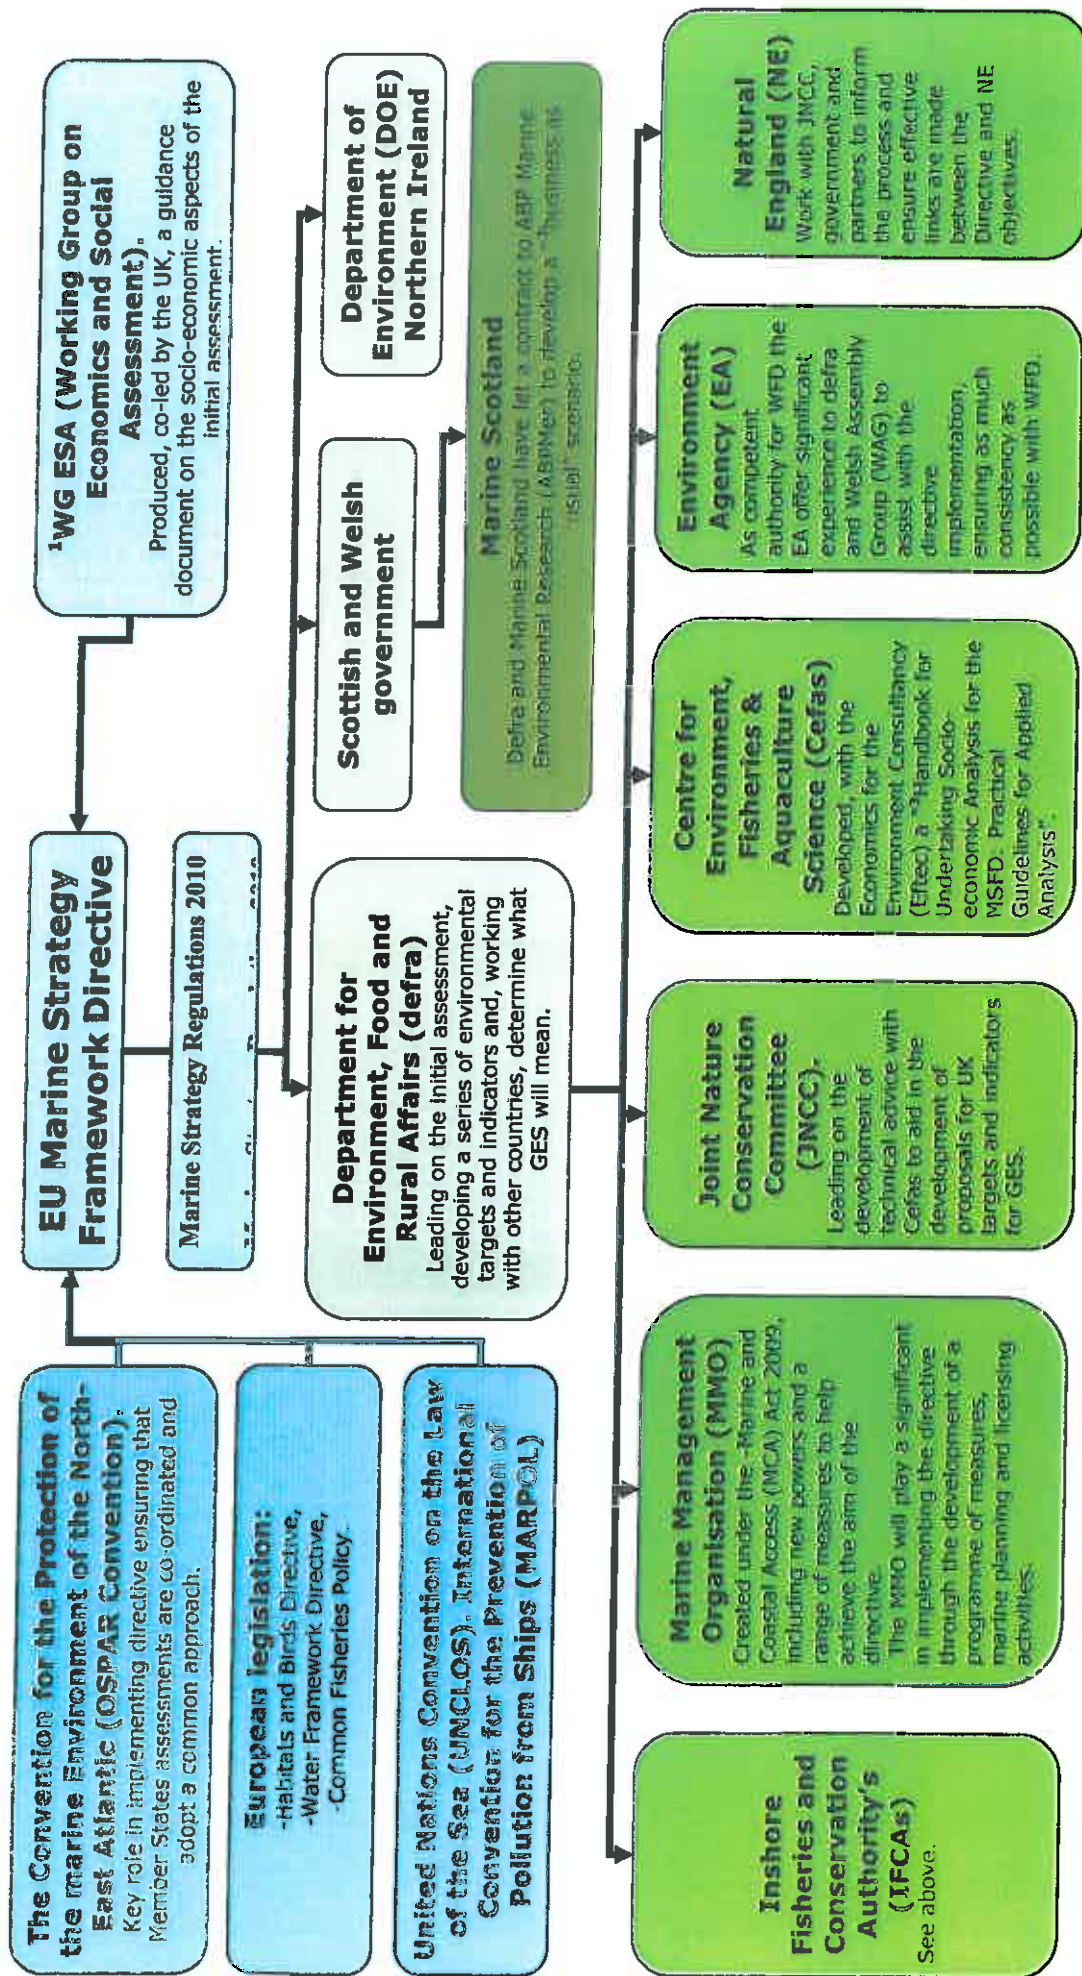 The Convention for the Protection of
the marine Environment of the North-
East Atlantic (OSPAR Convention).
Key role in implementing directive ensuring that
Member States assessments are co-ordinated and
adopt a common approach.
European legislation:
-Habitats and Birds Directive,
-Water Framework Directive,
-Common Fisheries Policy.
United Nations Convention on the Law
of the Sea (UNCLOS). International
Convention for the Prevention of
Pollution from Ships (MARPOL)
EU Marine Strategy
Framework Directive
Marine Strategy Regulations 2010
¹WG ESA (Working Group on
Economics and Social
Assessment).
Produced, co-led by the UK, a guidance
document on the socio-economic aspects of the
initial assessment.
Department for
Environment, Food and
Rural Affairs (defra)
Leading on the initial assessment,
developing a series of environmental
targets and indicators and, working
with other countries, determine what
GES will mean.
Scottish and Welsh
government
Department of
Environment (DOE)
Northern Ireland
Marine Scotland
Defra and Marine Scotland have let a contract to ABP Marine
Environmental Research (ABPMer) to develop a "business as
usual" scenario.
Inshore
Fisheries and
Conservation
Authority's
(IFCAs)
See above.
Marine Management
Organisation (MMO)
Created under the Marine and
Costal Access (MCA) Act 2009,
including new powers and a
range of measures to help
achieve the aim of the
directive.
The MMO will play a significant
in implementing the directive
through the development of a
programe of measures,
marine planning and licensing
activities.
Joint Nature
Conservation
Committee
(JNCC).
Leading on the
development of
technical advice with
Cefas to aid in the
development of
proposals for UK
targets and indicators
for GES.
Centre for
Environment,
Fisheries &
Aquaculture
Science (Cefas)
Developed, with the
Economics for the
Environment Consultancy
(Eftec) a "Handbook for
Undertaking Socio-
economic Analysis for the
MSFD: Practical
Guidelines for Applied
Analysis".
Environment
Agency (EA)
As competent
authority for WFD the
EA offer significant
experience to defra
and Welsh Assembly
Group (WAG) to
assist with the
directive
implementation,
ensuring as much
consistency as
possible with WFD.
Natural
England (NE)
Work with JNCC,
government and
partners to inform
the process and
ensure effective
links are made
between the
Directive and NE
objectives.